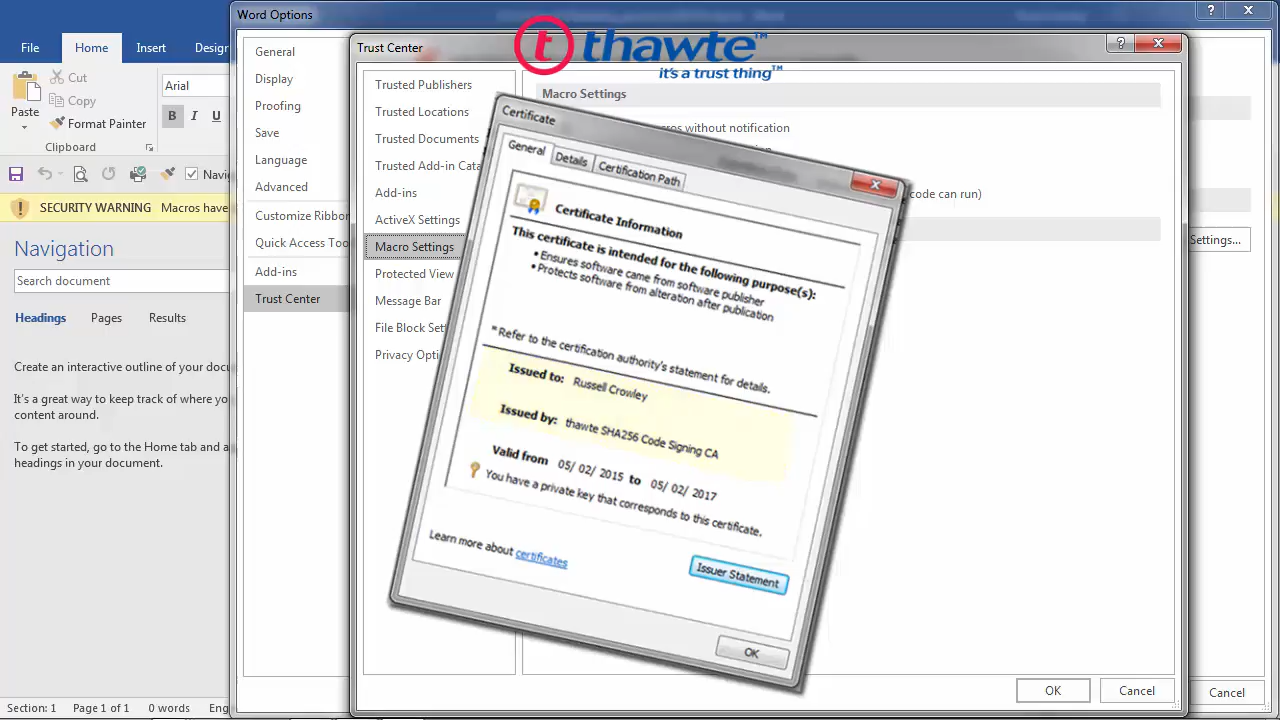 Word Options
File
Home
Insert
Cut
Copy
Paste
Format Painter
Clipboard
Arial
B I U
SECURITY WARNING Macros have
Navigation
Search document
Headings
Pages
Results
Create an interactive outline of your
It's a great way to keep track of where
content around.
To get started, go to the Home tab and
headings in your document.
Section: 1
Page 1 of 1
0 words
General
Display
Proofing
Save
Language
Advanced
Customize
Quick Access
Add-ins
Trust Center
Trust Center
thawte™
it's a trust thing™
Trusted Publishers
Trusted Locations
Trusted Documents
Trusted Add-in
Add-ins
ActiveX Settings
Macro Settings
Protected View
Message Bar
File Block
Privacy
Macro Settings
without notification
code can run)
Settings...
Certificate
General
Details
Certification Path
Certificate Information
This certificate is intended for the following purpose(s):
• Ensures software came from software publisher
• Protects software from alteration after publication
* Refer to the certification authority's statement for details.
Issued to: Russell Crowley
Issued by: thawte SHA256 Code Signing CA
Valid from 05/ 02/ 2015 to 05/ 02/ 2017
You have a private key that corresponds to this certificate.
Learn more about certificates
Issuer Statement
OK
OK
Cancel
Cancel